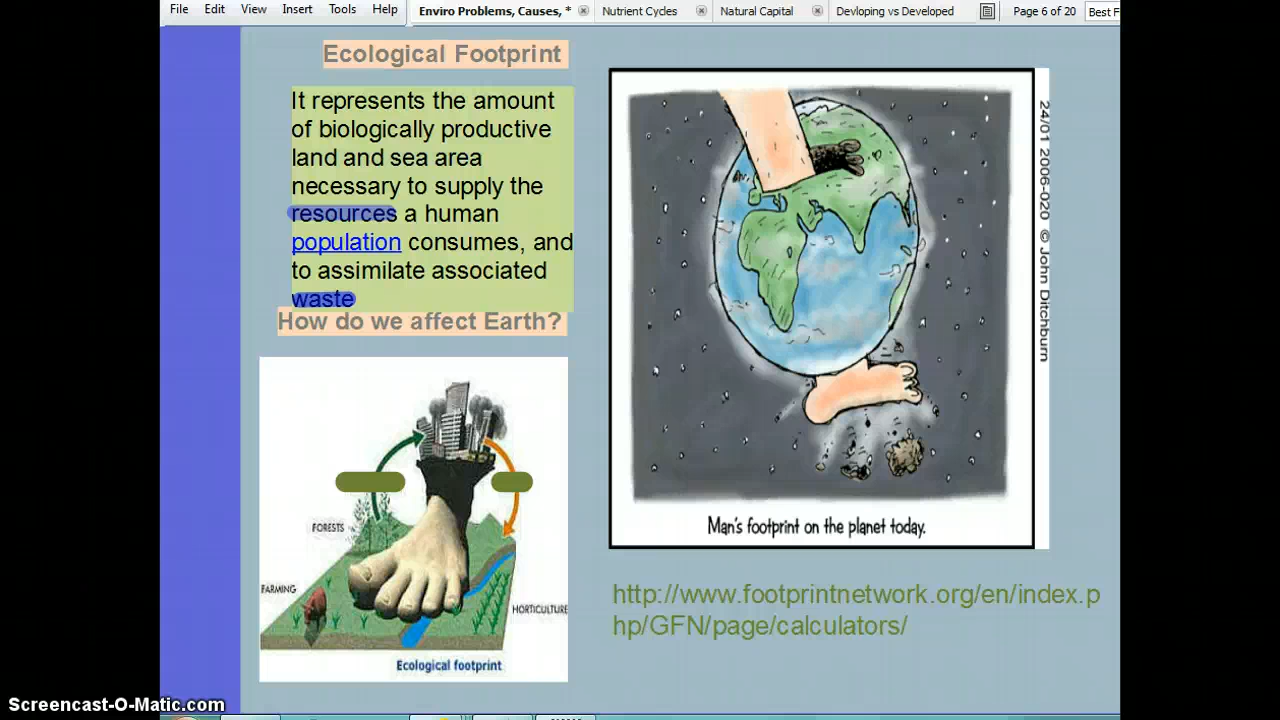 File Edit View Insert Tools Help
Enviro Problems, Causes, * Nutrient Cycles Natural Capital Devloping vs Developed Page 6 of 20 Best F
Ecological Footprint
It represents the amount
of biologically productive
land and sea area
necessary to supply the
resources a human
population consumes, and
to assimilate associated
waste
How do we affect Earth?
FORESTS
FARMING
HORTICULTURE
Ecological footprint
24/01 2006-020 © John Ditchburn
Man's footprint on the planet today.
http://www.footprintnetwork.org/en/index.p
hp/GFN/page/calculators/
Screencast-O-Matic.com